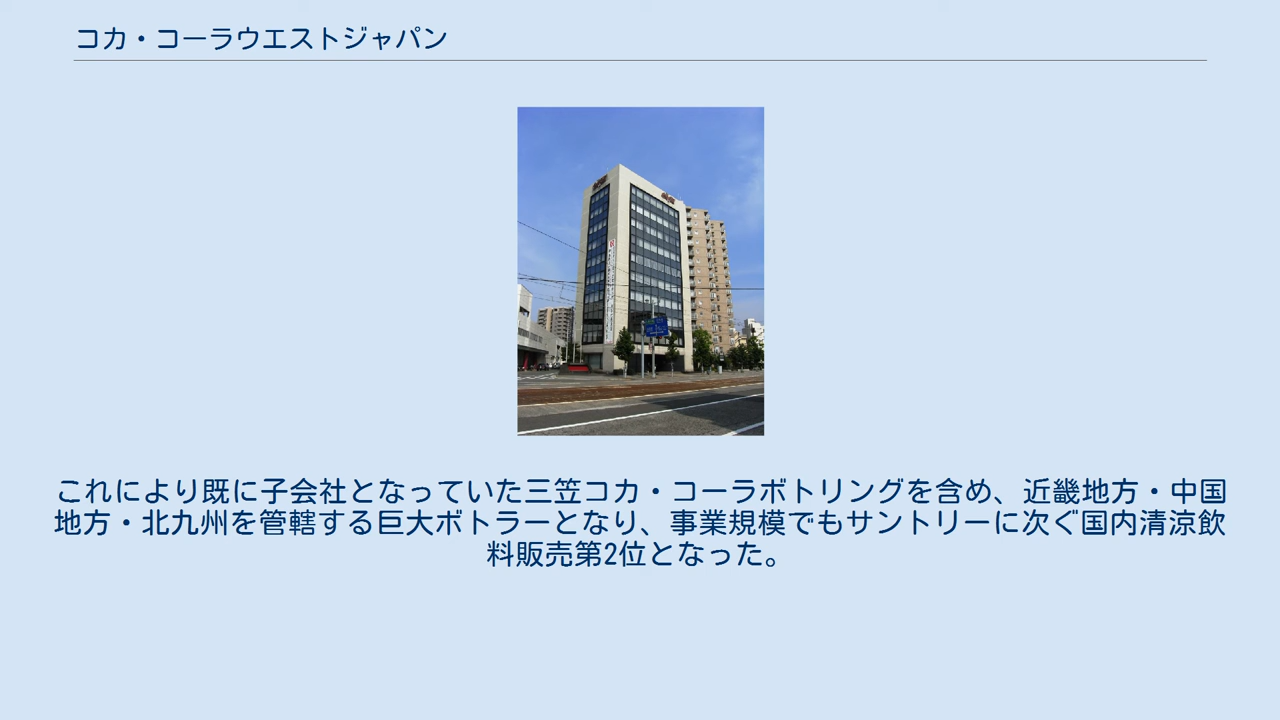 コカ・コーラウエストジャパン
これにより既に子会社となっていた三笠コカ・コーラボトリングを含め、近畿地方・中国
地方・北九州を管轄する巨大ボトラーとなり、事業規模でもサントリーに次ぐ国内清涼飲
料販売第2位となった。